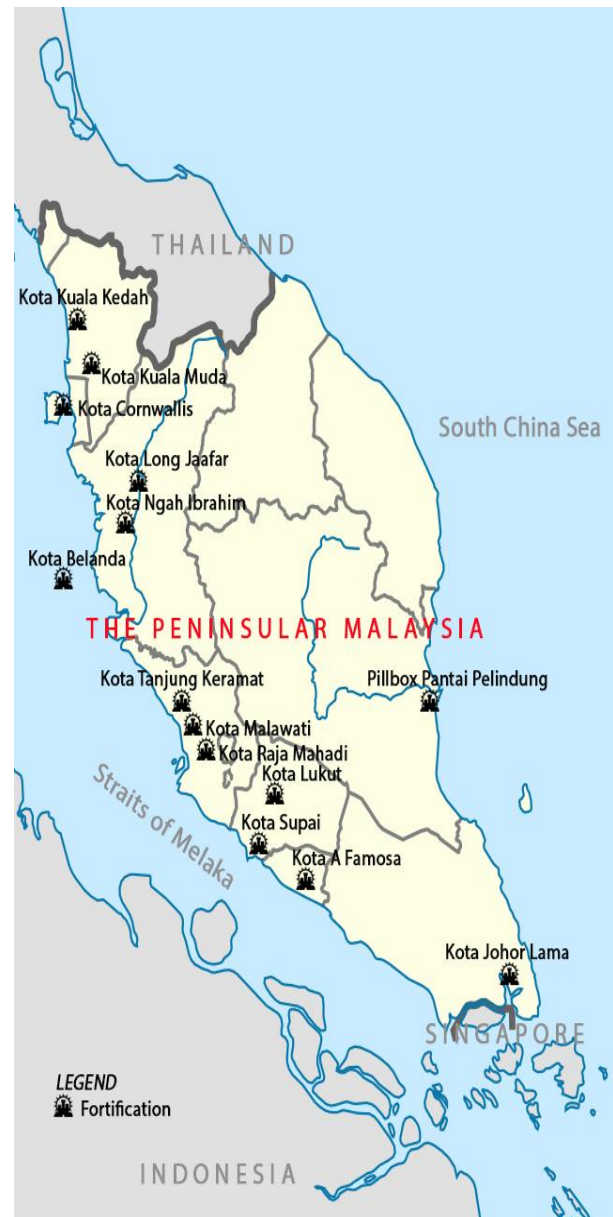 THAILAND
Kota Kuala Kedah
Kota Kuala Muda
Kota Cornwallis
South China Sea
Kota Long Jaafar
Kota Ngah Ibrahim
Kota Belanda
THE PENINSULAR MALAYSIA
Kota Tanjung Keramat
Pillbox Pantai Pelindung
Kota Malawati
Kota Raja Mahadi
Kota Lukut
Straits of Melaka
Kota Supai
Kota A Famosa
Kota Johor Lama
SINGAPORE
LEGEND
Fortification
INDONESIA